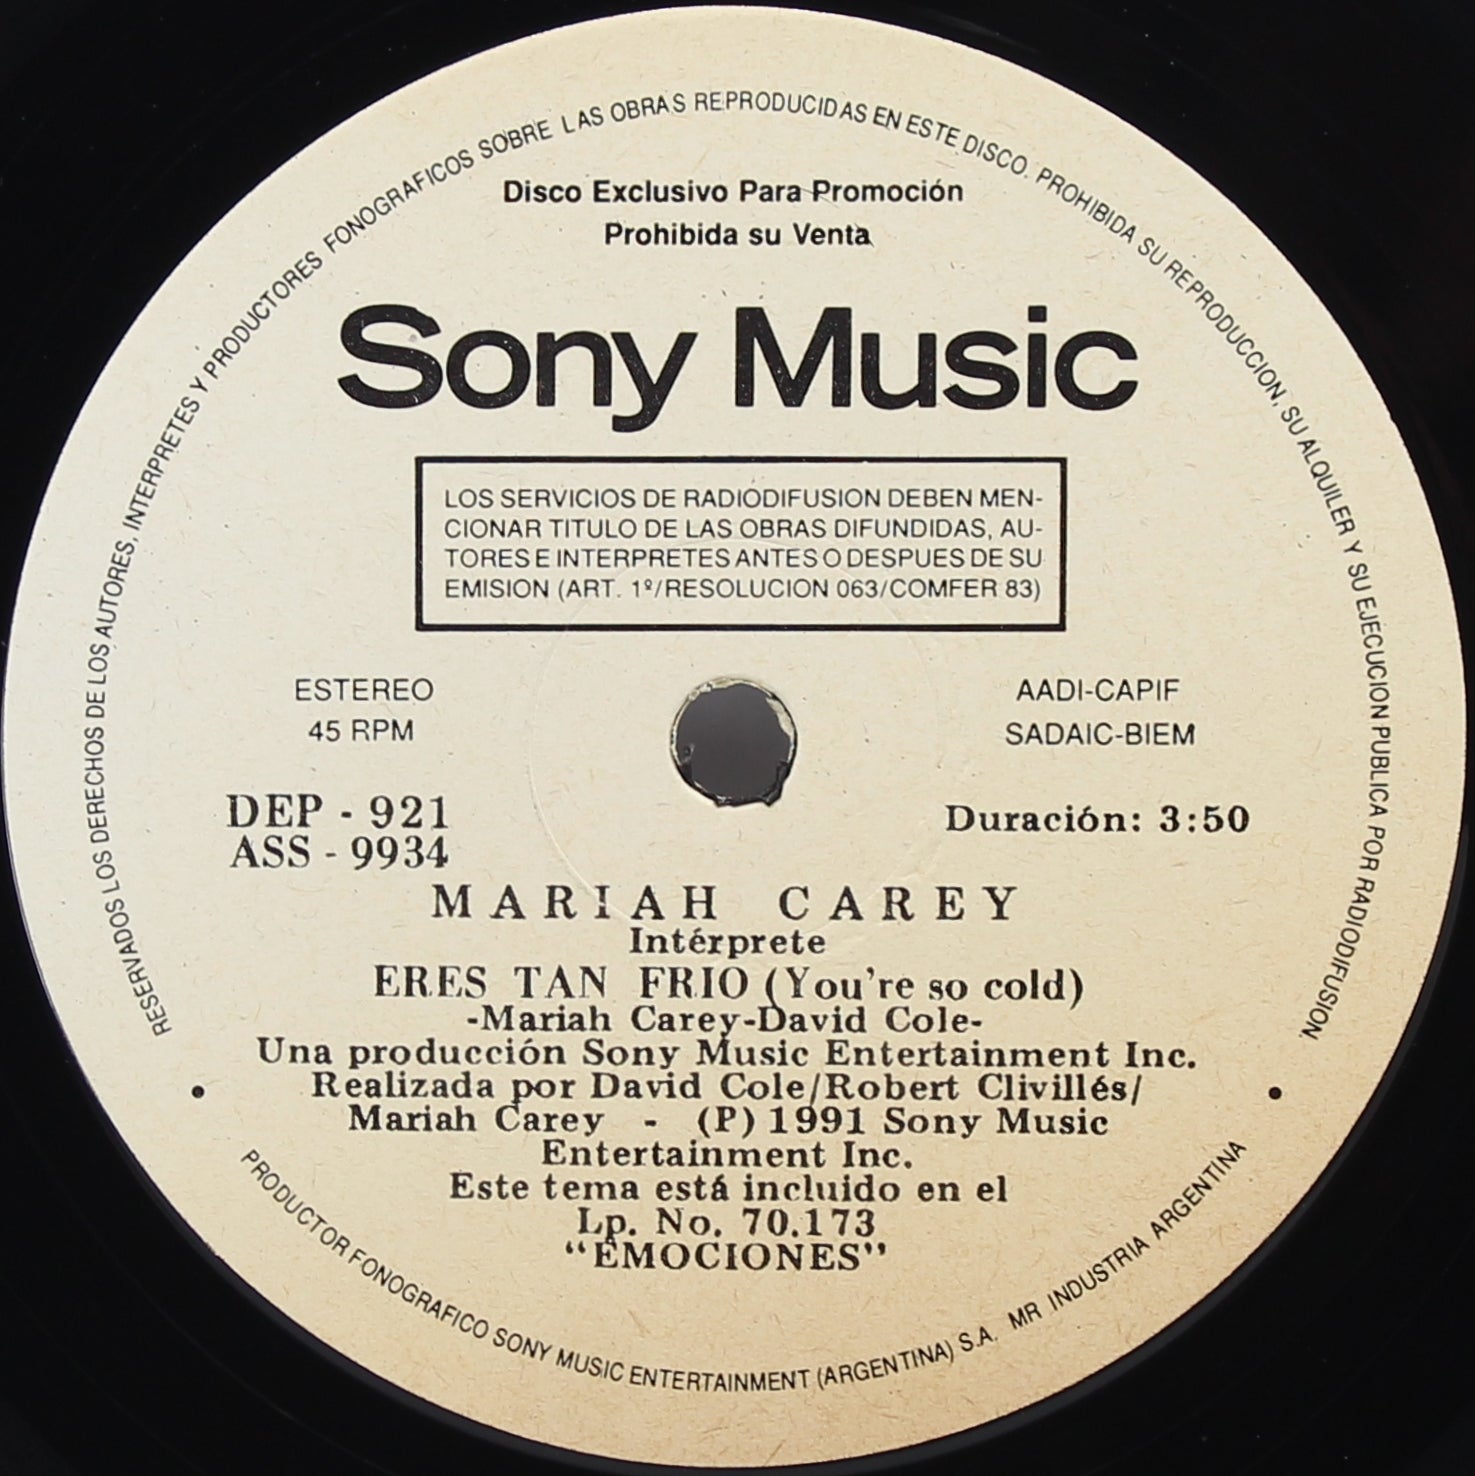 RESERVADOS LOS DERECHOS DE LOS AUTORES, INTERPRETES Y PRODUCTORES FONOGRAFICOS SOBRE LAS OBRAS REPRODUCIDAS EN ESTE DISCO. PROHIBIDA SU REPRODUCCION, SU ALQUILER Y SU EJECUCION PUBLICA POR RADIODIFUSION.
Disco Exclusivo Para Promoción
Prohibida su Venta
Sony Music
LOS SERVICIOS DE RADIODIFUSION DEBEN MEN-
CIONAR TITULO DE LAS OBRAS DIFUNDIDAS, AU-
TORES E INTERPRETES ANTES O DESPUES DE SU
EMISION (ART. 1º/RESOLUCION 063/COMFER 83)
ESTEREO
45 RPM
AADI-CAPIF
SADAIC-BIEM
DEP - 921
ASS - 9934
Duración: 3:50
MARIAH CAREY
Intérprete
ERES TAN FRIO (You're so cold)
-Mariah Carey-David Cole-
Una producción Sony Music Entertainment Inc.
Realizada por David Cole/Robert Clivillés/
Mariah Carey - (P) 1991 Sony Music
Entertainment Inc.
Este tema está incluido en el
Lp. No. 70.173
"EMOCIONES"
PRODUCTOR FONOGRAFICO SONY MUSIC ENTERTAINMENT (ARGENTINA) S.A. MR INDUSTRIA ARGENTINA